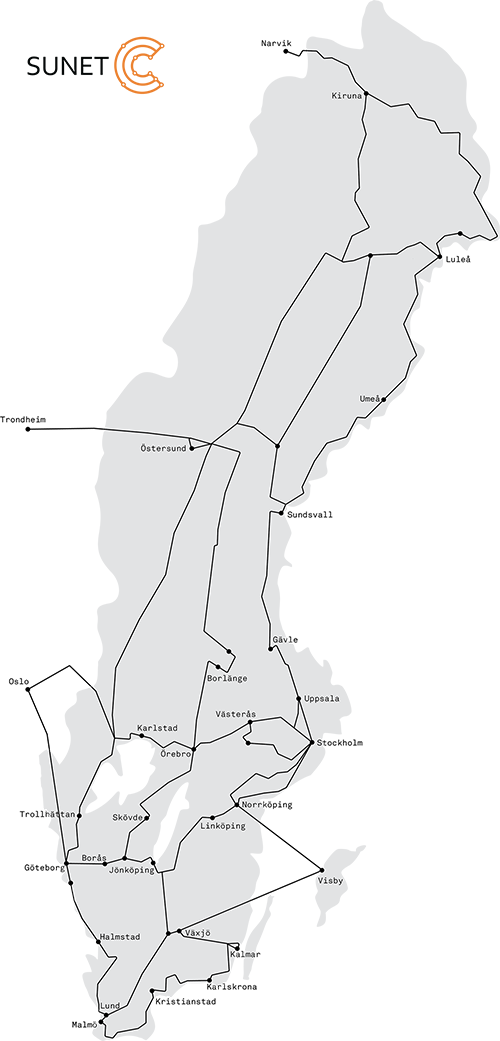 Narvik
SUNET
Kiruna
Luleå
Umeå
Trondheim
Östersund
Sundsvall
Gävle
Borlänge
Oslo
Uppsala
Västerås
Karlstad
Stockholm
Örebro
Norrköping
Trollhättan
Skövde
Linköping
Borås
Göteborg
Jönköping
Visby
Växjö
Halmstad
Kalmar
Karlskrona
Kristianstad
Lund
Malmö